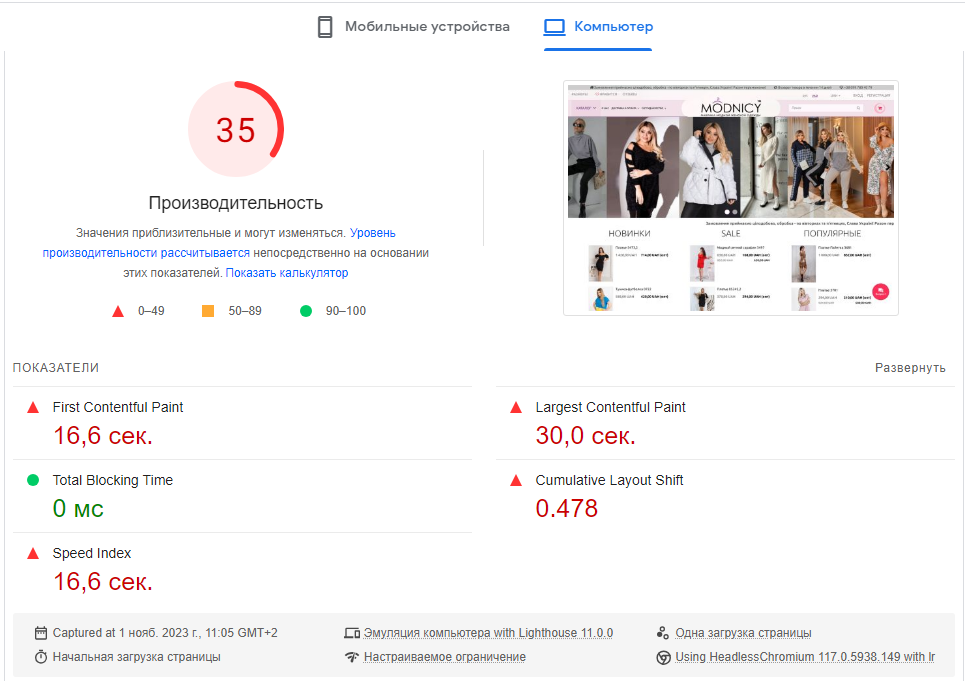 Мобильные устройства
Компьютер
35
Производительность
Значения приблизительные и могут изменяться. Уровень
производительности рассчитывается непосредственно на основании
этих показателей. Показать калькулятор
0–49
50–89
90–100
MODNICY
НОВИНКИ
SALE
ПОПУЛЯРНЫЕ
ПОКАЗАТЕЛИ
Развернуть
First Contentful Paint
16,6 сек.
Largest Contentful Paint
30,0 сек.
Total Blocking Time
0 мс
Cumulative Layout Shift
0.478
Speed Index
16,6 сек.
Captured at 1 нояб. 2023 г., 11:05 GMT+2
Эмуляция компьютера with Lighthouse 11.0.0
Одна загрузка страницы
Начальная загрузка страницы
Настраиваемое ограничение
Using HeadlessChromium 117.0.5938.149 with lr